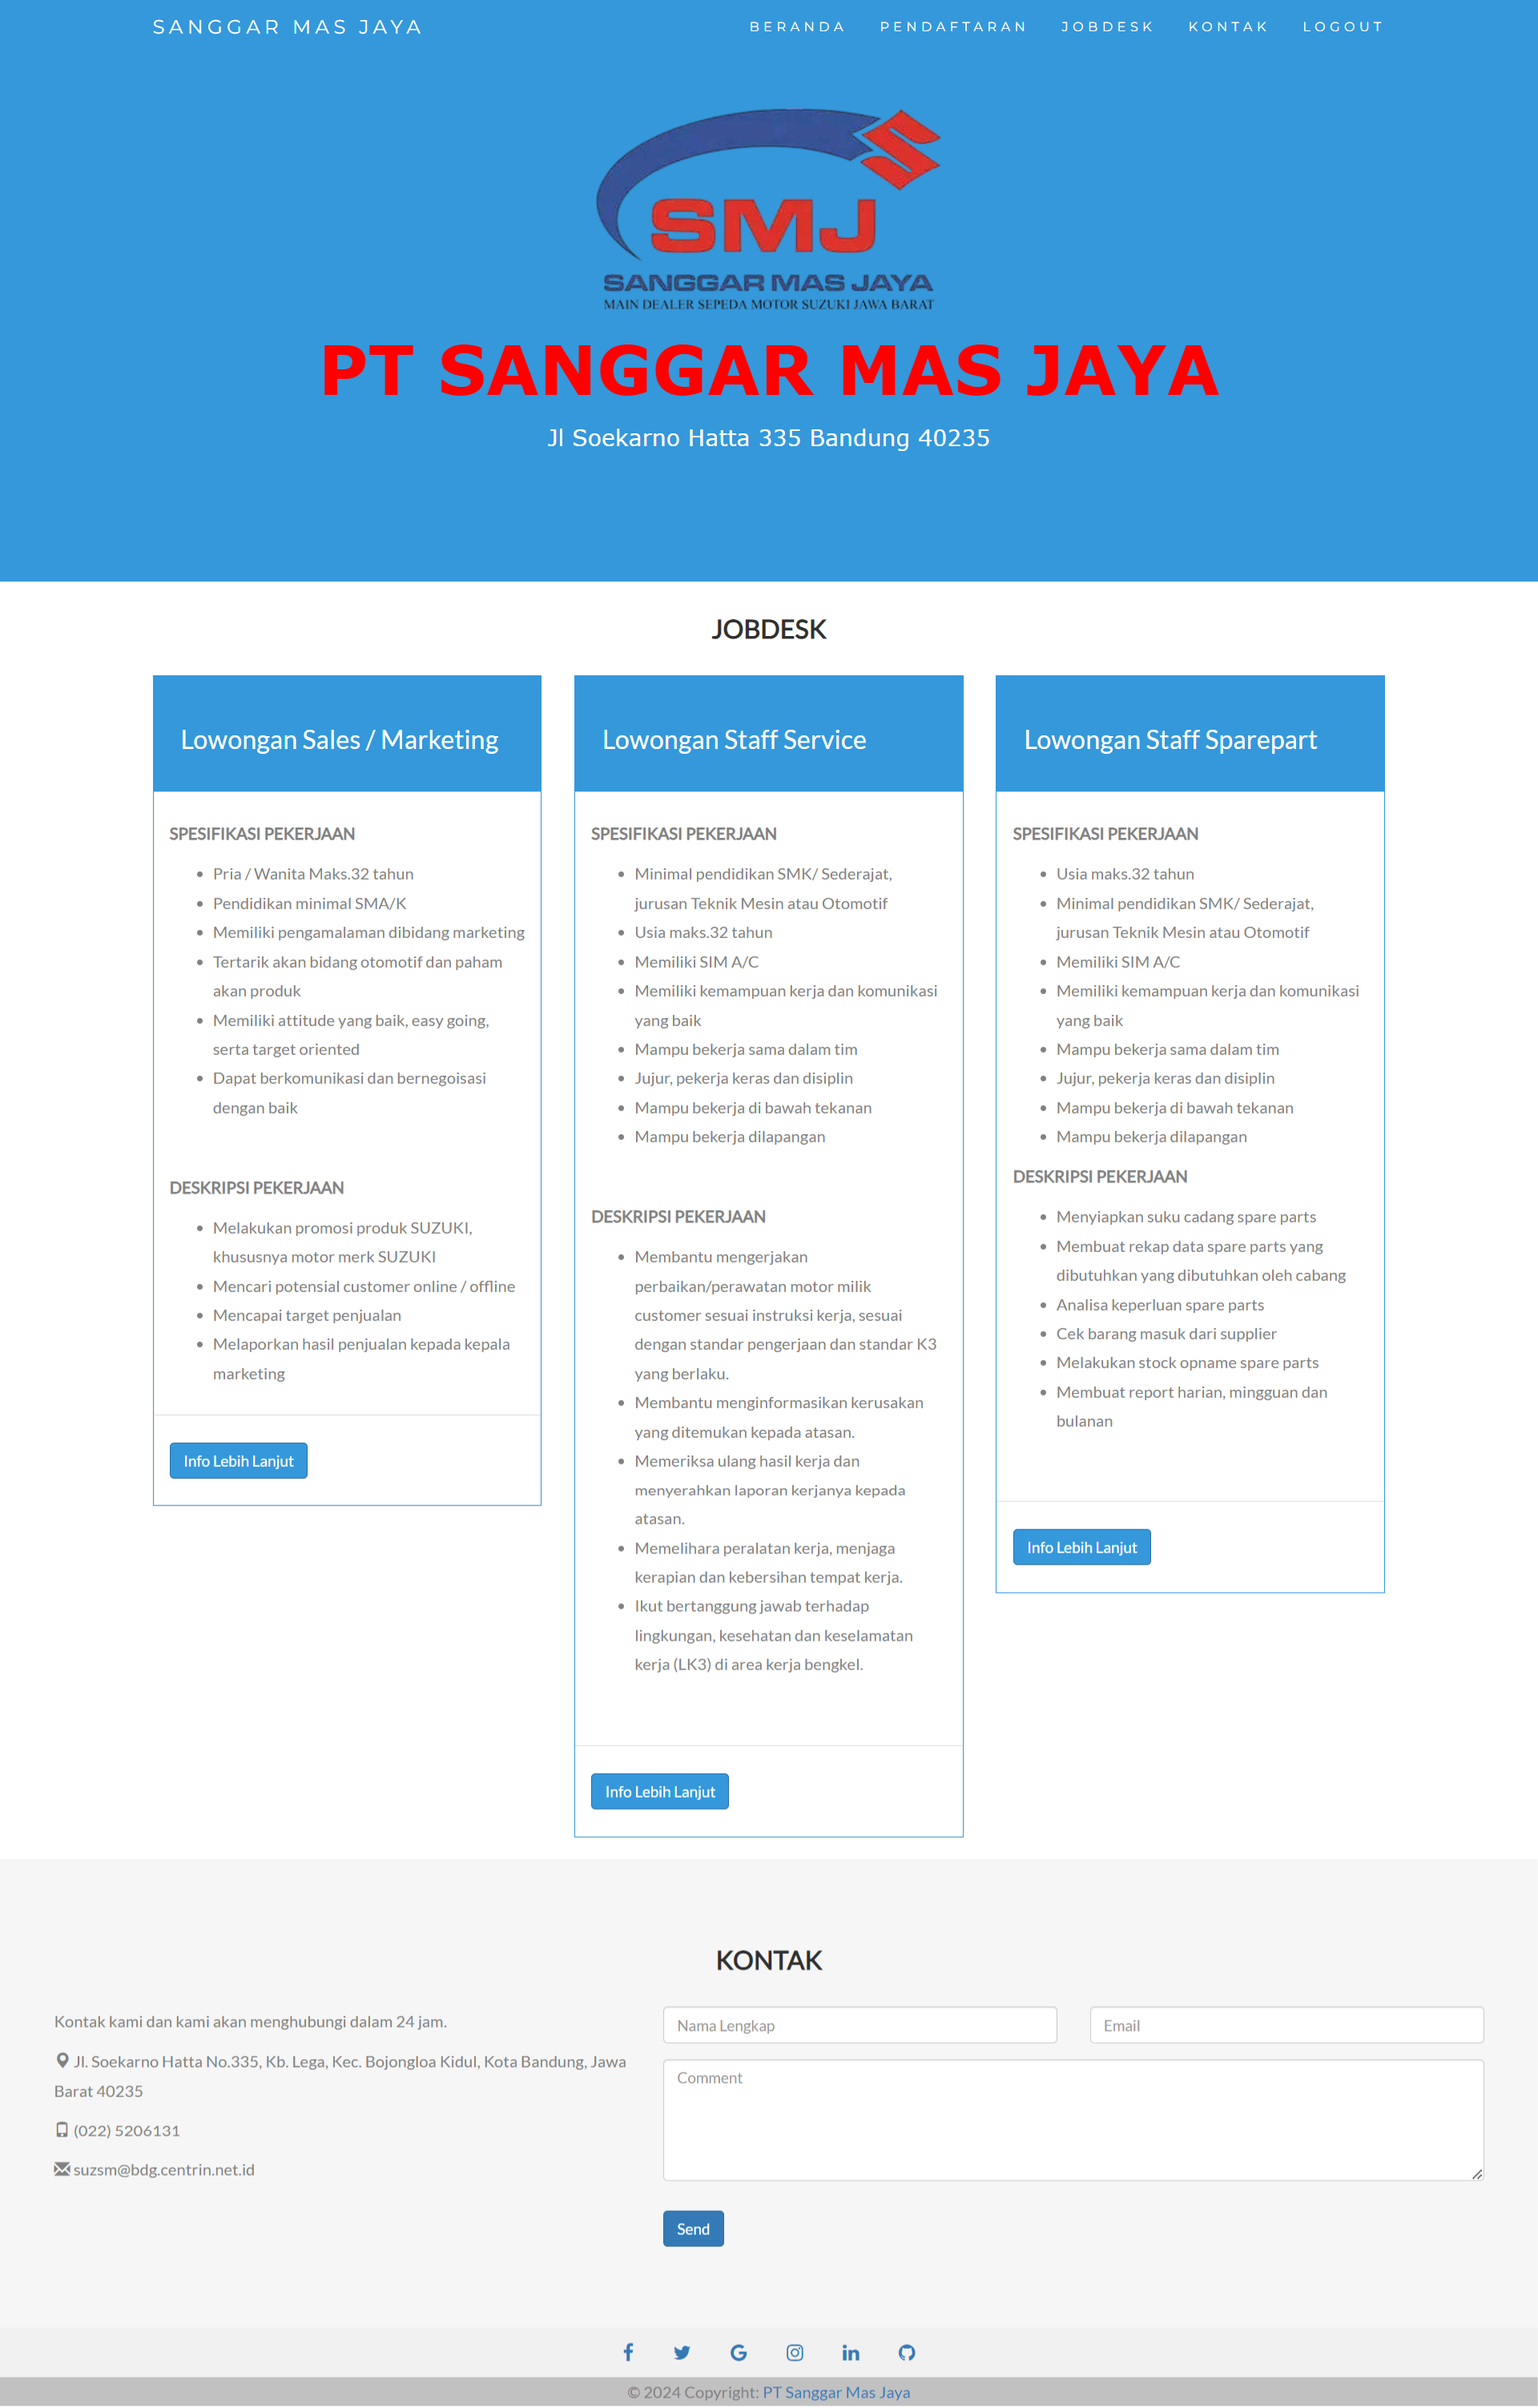 SANGGAR MAS JAYA
BERANDA PENDAFTARAN JOBDESK KONTAK LOGOUT
SMJ
SANGGAR MAS JAYA
MAIN DEALER SEPEDA MOTOR SUZUKI JAWA BARAT
PT SANGGAR MAS JAYA
Jl Soekarno Hatta 335 Bandung 40235
JOBDESK
Lowongan Sales / Marketing
SPESIFIKASI PEKERJAAN
• Pria / Wanita Maks.32 tahun
• Pendidikan minimal SMA/K
• Memiliki pengamalaman dibidang marketing
• Tertarik akan bidang otomotif dan paham
akan produk
• Memiliki attitude yang baik, easy going,
serta target oriented
• Dapat berkomunikasi dan bernegoisasi
dengan baik
DESKRIPSI PEKERJAAN
• Melakukan promosi produk SUZUKI,
khususnya motor merk SUZUKI
• Mencari potensial customer online / offline
• Mencapai target penjualan
• Melaporkan hasil penjualan kepada kepala
marketing
Info Lebih Lanjut
Lowongan Staff Service
SPESIFIKASI PEKERJAAN
• Minimal pendidikan SMK/ Sederajat,
jurusan Teknik Mesin atau Otomotif
• Usia maks.32 tahun
• Memiliki SIM A/C
• Memiliki kemampuan kerja dan komunikasi
yang baik
• Mampu bekerja sama dalam tim
• Jujur, pekerja keras dan disiplin
• Mampu bekerja di bawah tekanan
• Mampu bekerja dilapangan
DESKRIPSI PEKERJAAN
• Membantu mengerjakan
perbaikan/perawatan motor milik
customer sesuai instruksi kerja, sesuai
dengan standar pengerjaan dan standar K3
yang berlaku.
• Membantu menginformasikan kerusakan
yang ditemukan kepada atasan.
• Memeriksa ulang hasil kerja dan
menyerahkan laporan kerjanya kepada
atasan.
• Memelihara peralatan kerja, menjaga
kerapian dan kebersihan tempat kerja.
• Ikut bertanggung jawab terhadap
lingkungan, kesehatan dan keselamatan
kerja (LK3) di area kerja bengkel.
Info Lebih Lanjut
Lowongan Staff Sparepart
SPESIFIKASI PEKERJAAN
• Usia maks.32 tahun
• Minimal pendidikan SMK/ Sederajat,
jurusan Teknik Mesin atau Otomotif
• Memiliki SIM A/C
• Memiliki kemampuan kerja dan komunikasi
yang baik
• Mampu bekerja sama dalam tim
• Jujur, pekerja keras dan disiplin
• Mampu bekerja di bawah tekanan
• Mampu bekerja dilapangan
DESKRIPSI PEKERJAAN
• Menyiapkan suku cadang spare parts
• Membuat rekap data spare parts yang
dibutuhkan yang dibutuhkan oleh cabang
• Analisa keperluan spare parts
• Cek barang masuk dari supplier
• Melakukan stock opname spare parts
• Membuat report harian, mingguan dan
bulanan
Info Lebih Lanjut
KONTAK
Kontak kami dan kami akan menghubungi dalam 24 jam.
Jl. Soekarno Hatta No.335, Kb. Lega, Kec. Bojongloa Kidul, Kota Bandung, Jawa
Barat 40235
(022) 5206131
suzsm@bdg.centrin.net.id
Nama Lengkap
Email
Comment
Send
© 2024 Copyright: PT Sanggar Mas Jaya